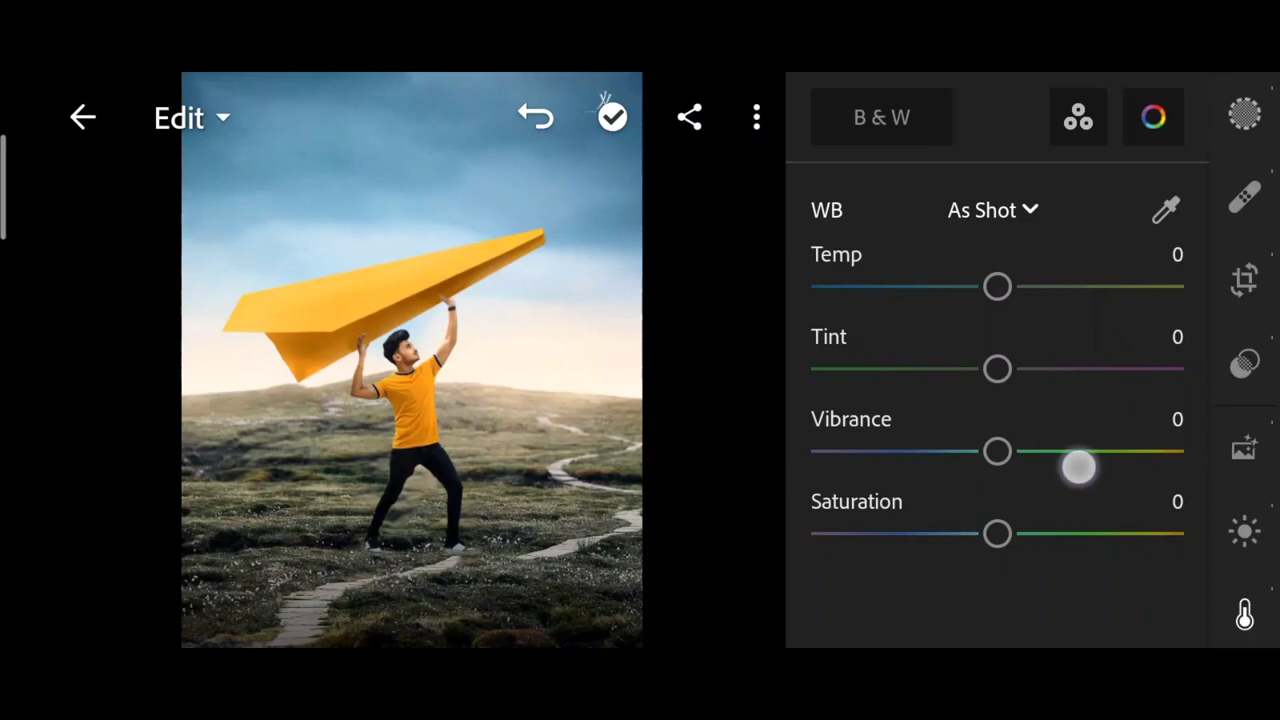 Edit
B & W
WB As Shot
Temp 0
Tint 0
Vibrance 0
Saturation 0